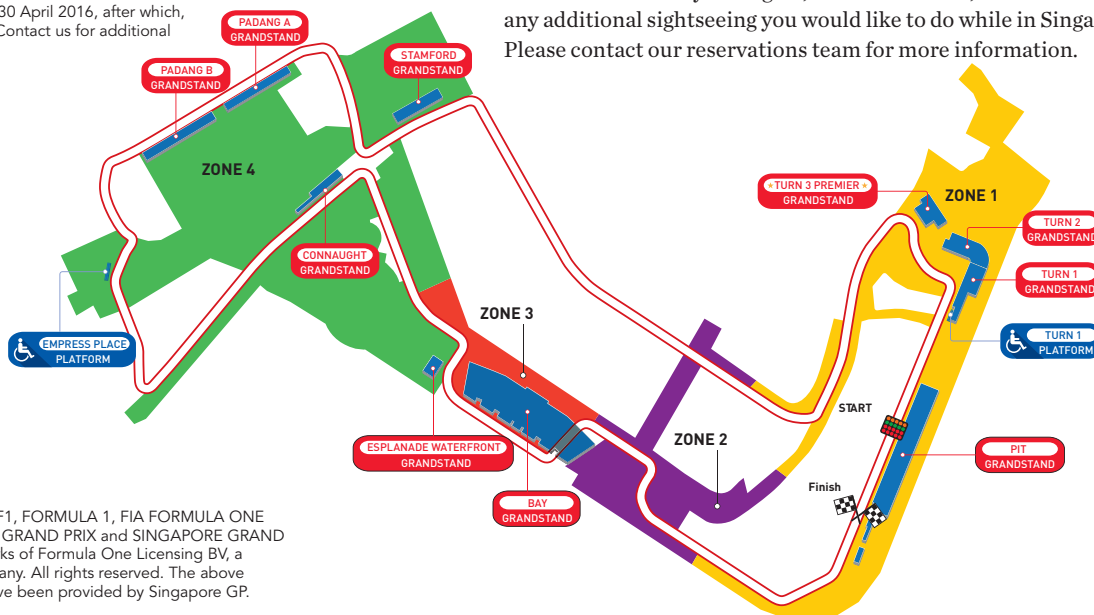 30 April 2016, after which,
Contact us for additional
any additional sightseeing you would like to do while in Singa
Please contact our reservations team for more information.
PADANG A
GRANDSTAND
STAMFORD
GRANDSTAND
PADANG B
GRANDSTAND
ZONE 4
★TURN 3 PREMIER★
GRANDSTAND
ZONE 1
TURN 2
GRANDSTAND
CONNAUGHT
GRANDSTAND
TURN 1
GRANDSTAND
ZONE 3
EMPRESS PLACE
PLATFORM
TURN 1
PLATFORM
START
ZONE 2
ESPLANADE WATERFRONT
GRANDSTAND
PIT
GRANDSTAND
Finish
BAY
GRANDSTAND
F1, FORMULA 1, FIA FORMULA ONE
GRAND PRIX and SINGAPORE GRAND
ks of Formula One Licensing BV, a
any. All rights reserved. The above
ve been provided by Singapore GP.